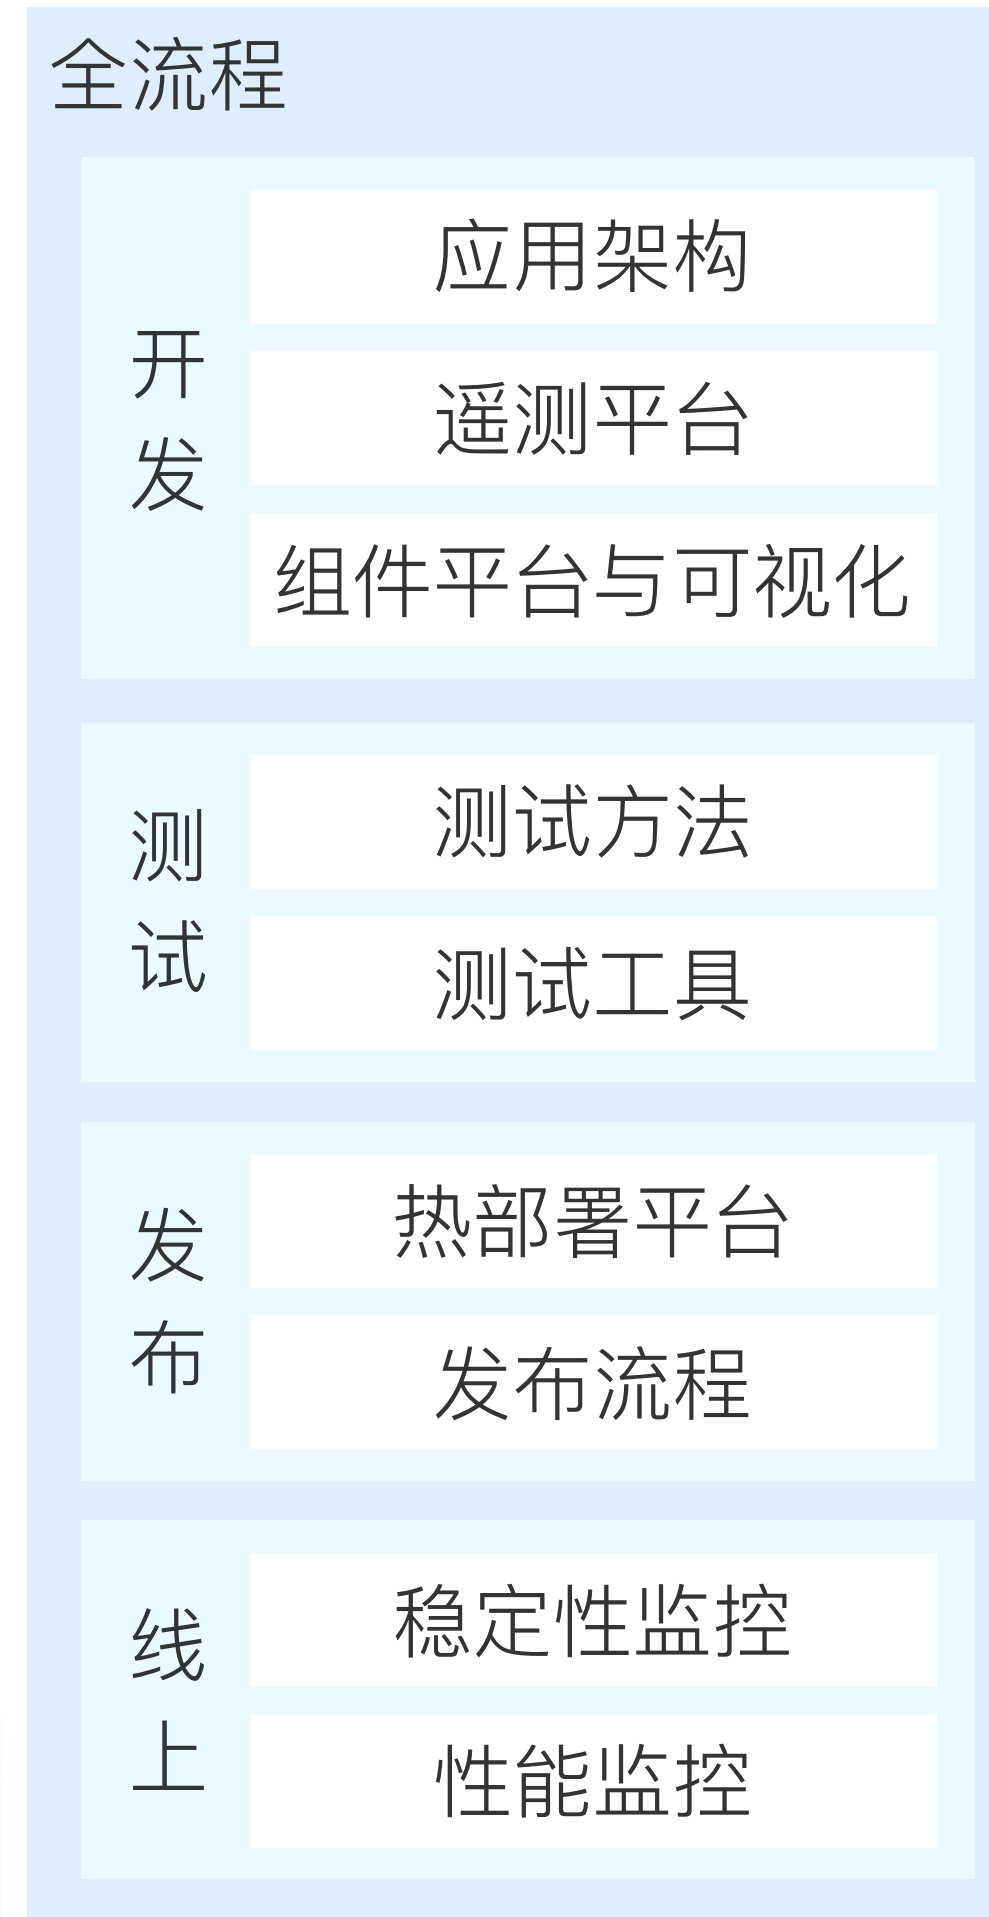 全流程
开发
应用架构
遥测平台
组件平台与可视化
测试
测试方法
测试工具
发布
热部署平台
发布流程
线上
稳定性监控
性能监控